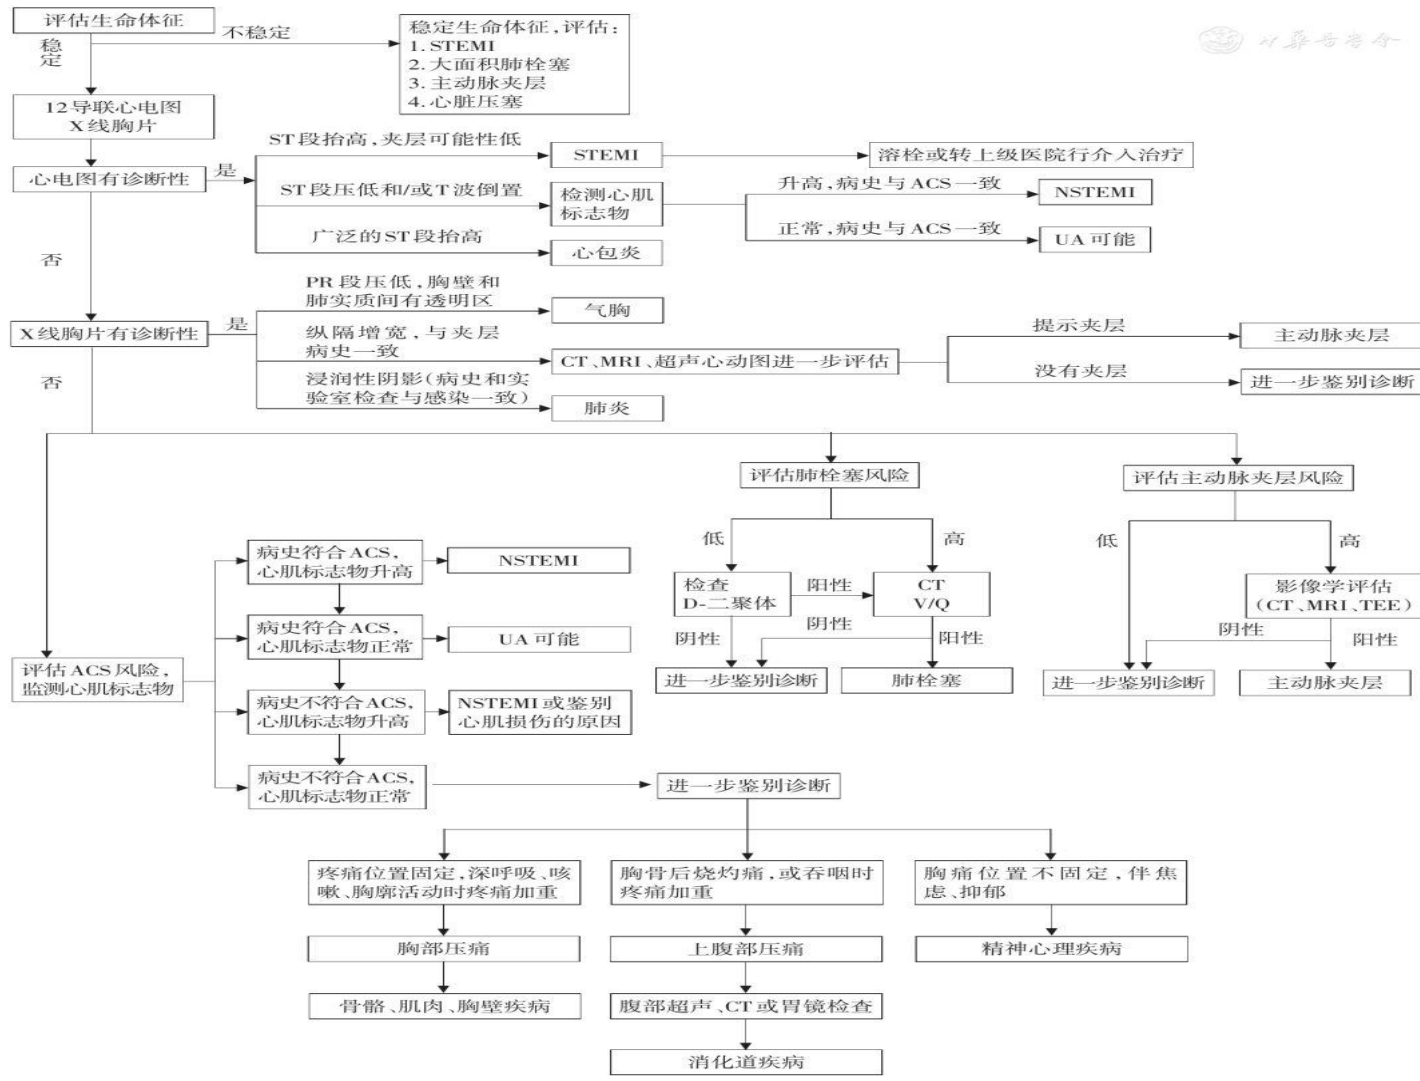 评估生命体征
稳定
不稳定
稳定生命体征,评估:
1. STEMI
2. 大面积肺栓塞
3. 主动脉夹层
4. 心脏压塞
中华医学会
12导联心电图
X线胸片
心电图有诊断性
是
ST段抬高,夹层可能性低
STEMI
溶栓或转上级医院行介入治疗
ST段压低和/或T波倒置
检测心肌
标志物
升高,病史与ACS一致
NSTEMI
正常,病史与ACS一致
UA可能
广泛的ST段抬高
心包炎
否
X线胸片有诊断性
是
PR段压低,胸壁和
肺实质间有透明区
气胸
纵隔增宽,与夹层
病史一致
CT、MRI、超声心动图进一步评估
提示夹层
主动脉夹层
没有夹层
进一步鉴别诊断
浸润性阴影(病史和实
验室检查与感染一致)
肺炎
否
评估ACS风险,
监测心肌标志物
病史符合ACS,
心肌标志物升高
NSTEMI
病史符合ACS,
心肌标志物正常
UA可能
病史不符合ACS,
心肌标志物升高
NSTEMI或鉴别
心肌损伤的原因
病史不符合ACS,
心肌标志物正常
进一步鉴别诊断
评估肺栓塞风险
低
高
检查
D-二聚体
阳性
CT
V/Q
阴性
阴性
阳性
进一步鉴别诊断
肺栓塞
评估主动脉夹层风险
低
高
影像学评估
(CT、MRI、TEE)
阴性
阳性
进一步鉴别诊断
主动脉夹层
疼痛位置固定,深呼吸、咳
嗽、胸廓活动时疼痛加重
胸部压痛
骨骼、肌肉、胸壁疾病
胸骨后烧灼痛,或吞咽时
疼痛加重
上腹部压痛
腹部超声、CT或胃镜检查
消化道疾病
胸痛位置不固定,伴焦
虑、抑郁
精神心理疾病